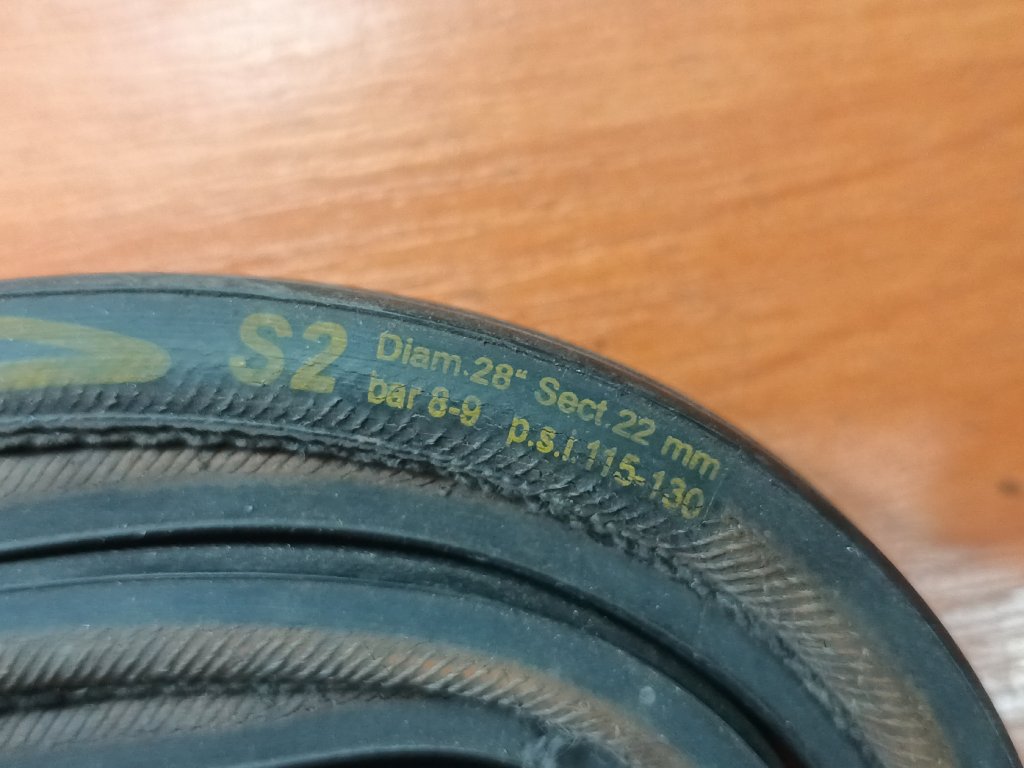 S2
Diam.28“ Sect.22 mm
bar 8-9 p.s.i.115-130